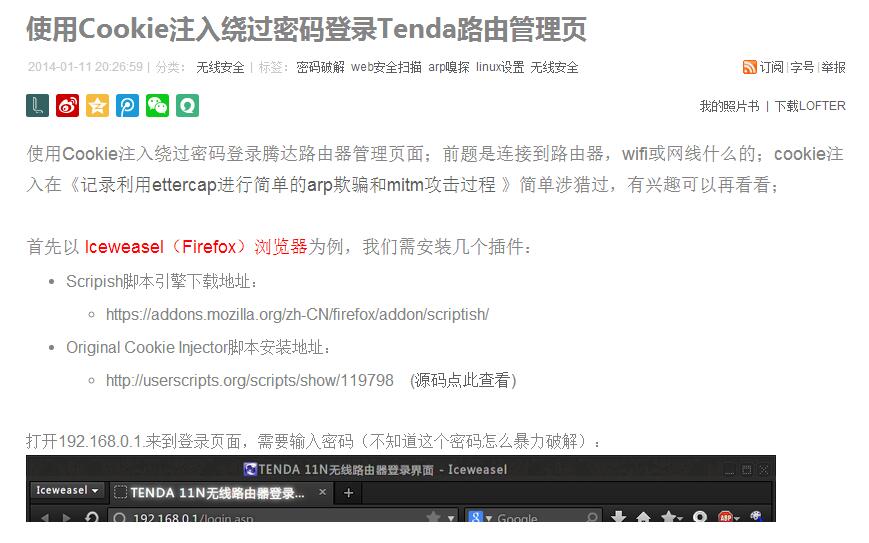 使用Cookie注入绕过密码登录Tenda路由管理页
2014-01-11 20:26:59 | 分类： 无线安全 | 标签： 密码破解 web安全扫描 arp嗅探 linux设置 无线安全
订阅 | 字号 | 举报
我的照片书 | 下载LOFTER
使用Cookie注入绕过密码登录腾达路由器管理页面；前题是连接到路由器，wifi或网线什么的；cookie注
入在《记录利用ettercap进行简单的arp欺骗和mitm攻击过程 》简单涉猎过，有兴趣可以再看看；
首先以 Iceweasel（Firefox）浏览器为例，我们需安装几个插件：
Scripish脚本引擎下载地址：
https://addons.mozilla.org/zh-CN/firefox/addon/scriptish/
Original Cookie Injector脚本安装地址：
http://userscripts.org/scripts/show/119798 (源码点此查看)
打开192.168.0.1.来到登录页面，需要输入密码（不知道这个密码怎么暴力破解）：
TENDA 11N无线路由器登录界面 - Iceweasel
Iceweasel
TENDA 11N无线路由器登录...
192.168.0.1/login.asp
Google
ABP